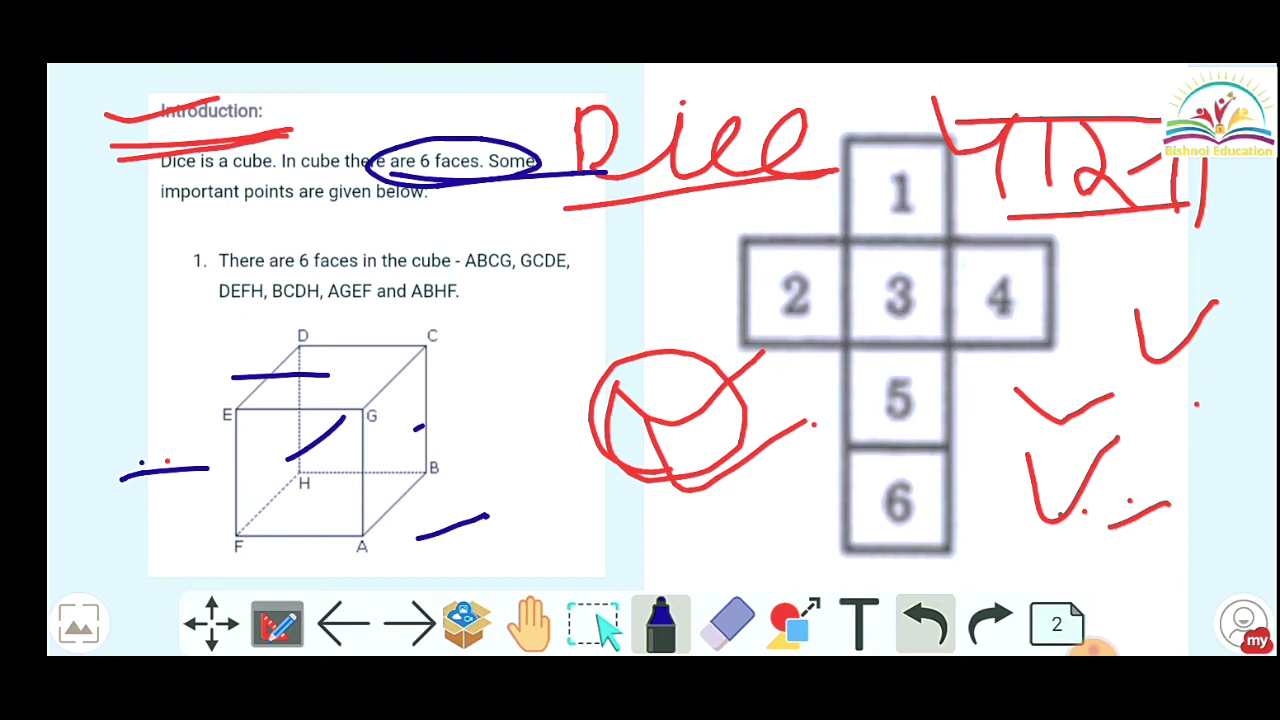 Introduction:
Dice is a cube. In cube there are 6 faces. Some
important points are given below:
1. There are 6 faces in the cube - ABCG, GCDE,
DEFH, BCDH, AGEF and ABHF.
D C
E G
H B
F A
Dice
1
2 3 4
5
6
Bishnoi Education
2
my